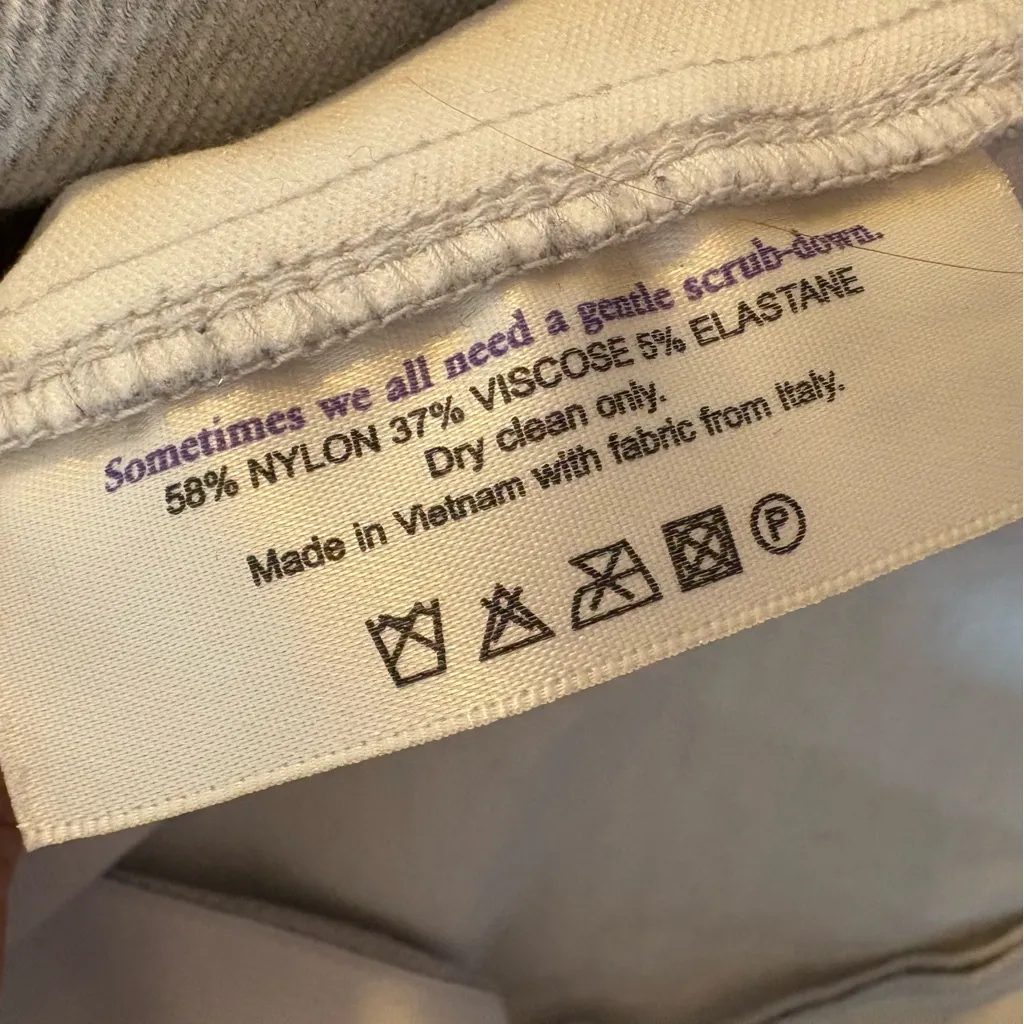 Sometimes we all need a gentle scrub-down.
58% NYLON 37% VISCOSE 5% ELASTANE
Dry clean only.
Made in Vietnam with fabric from Italy.
P